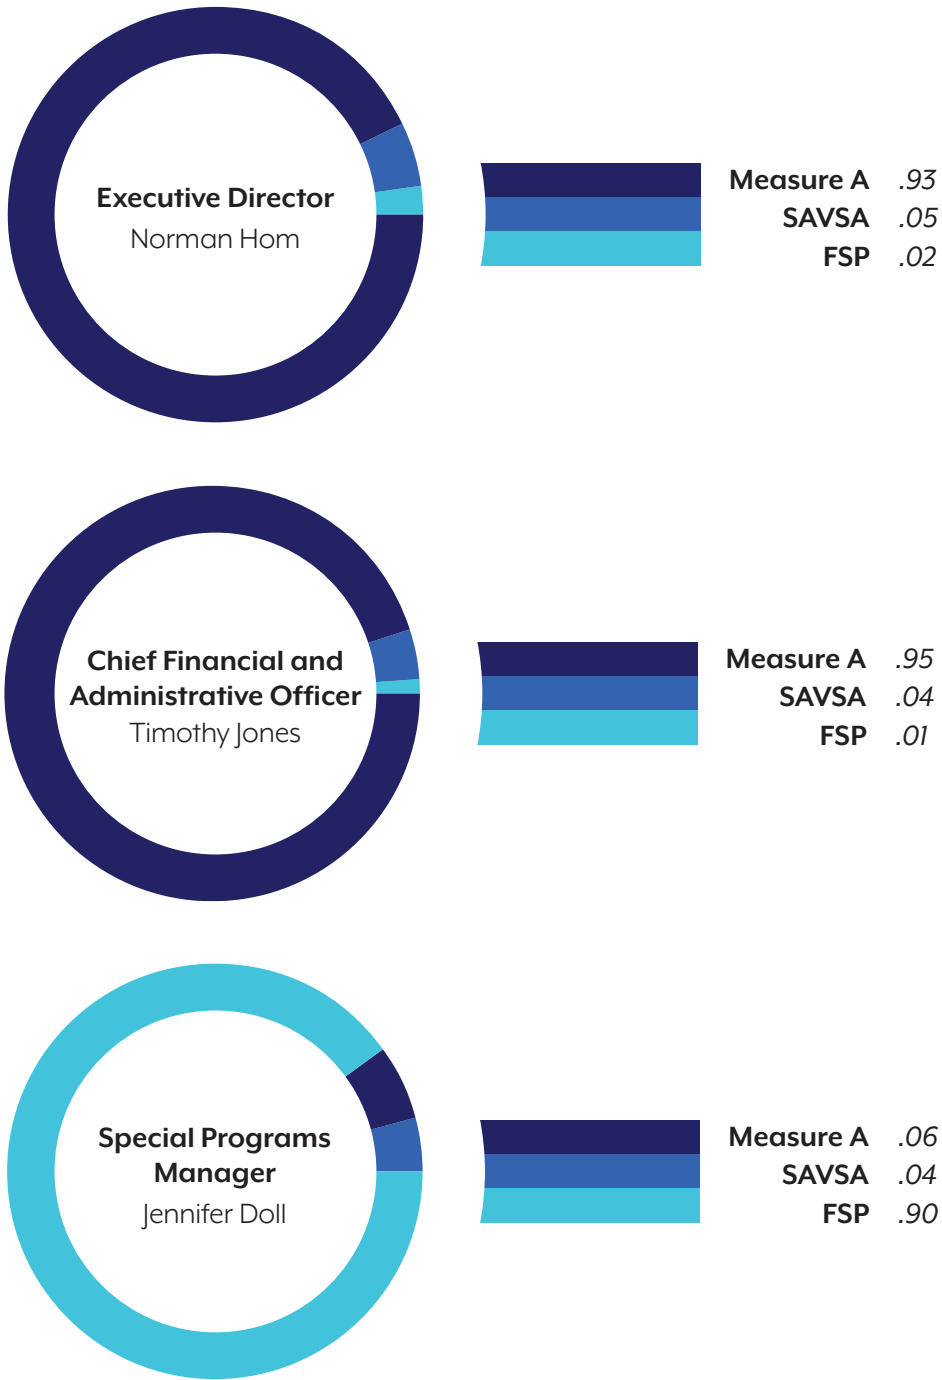 Executive Director
Norman Hom
Measure A .93
SAVSA .05
FSP .02
Chief Financial and
Administrative Officer
Timothy Jones
Measure A .95
SAVSA .04
FSP .01
Special Programs
Manager
Jennifer Doll
Measure A .06
SAVSA .04
FSP .90